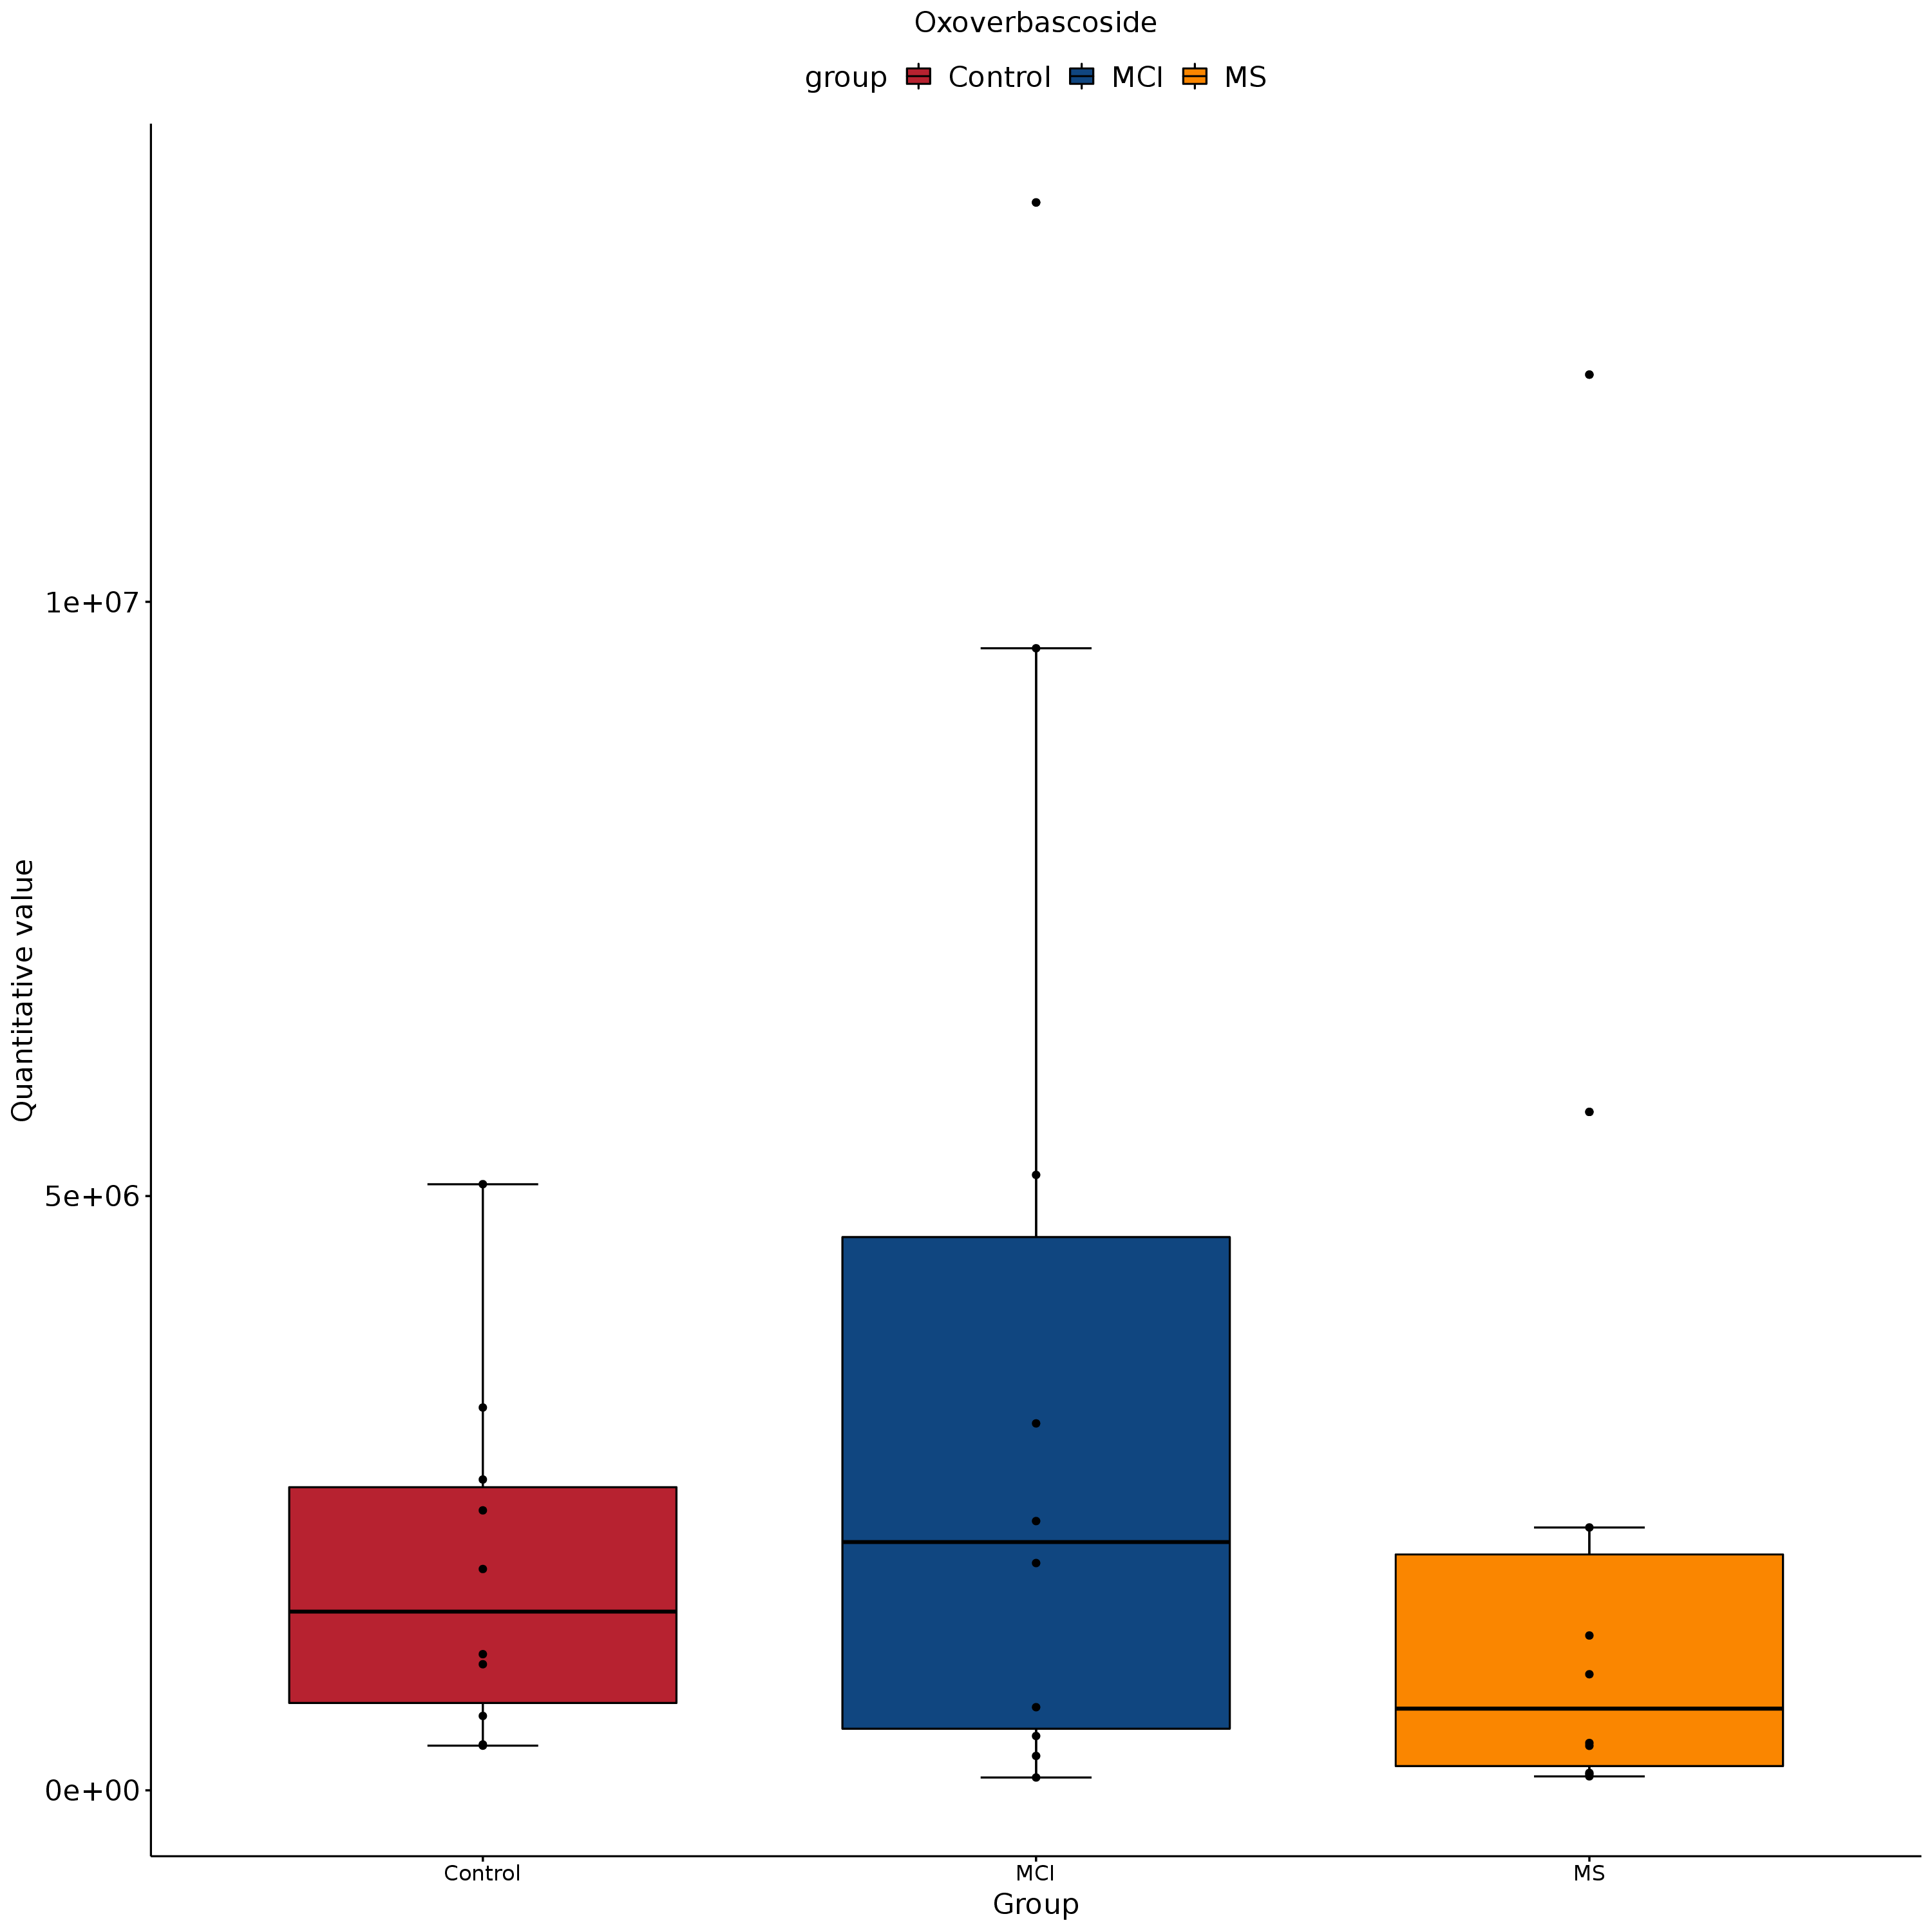 Oxoverbascoside
group Control MCI MS
Quantitative value
1e+07
5e+06
0e+00
Control MCI MS
Group